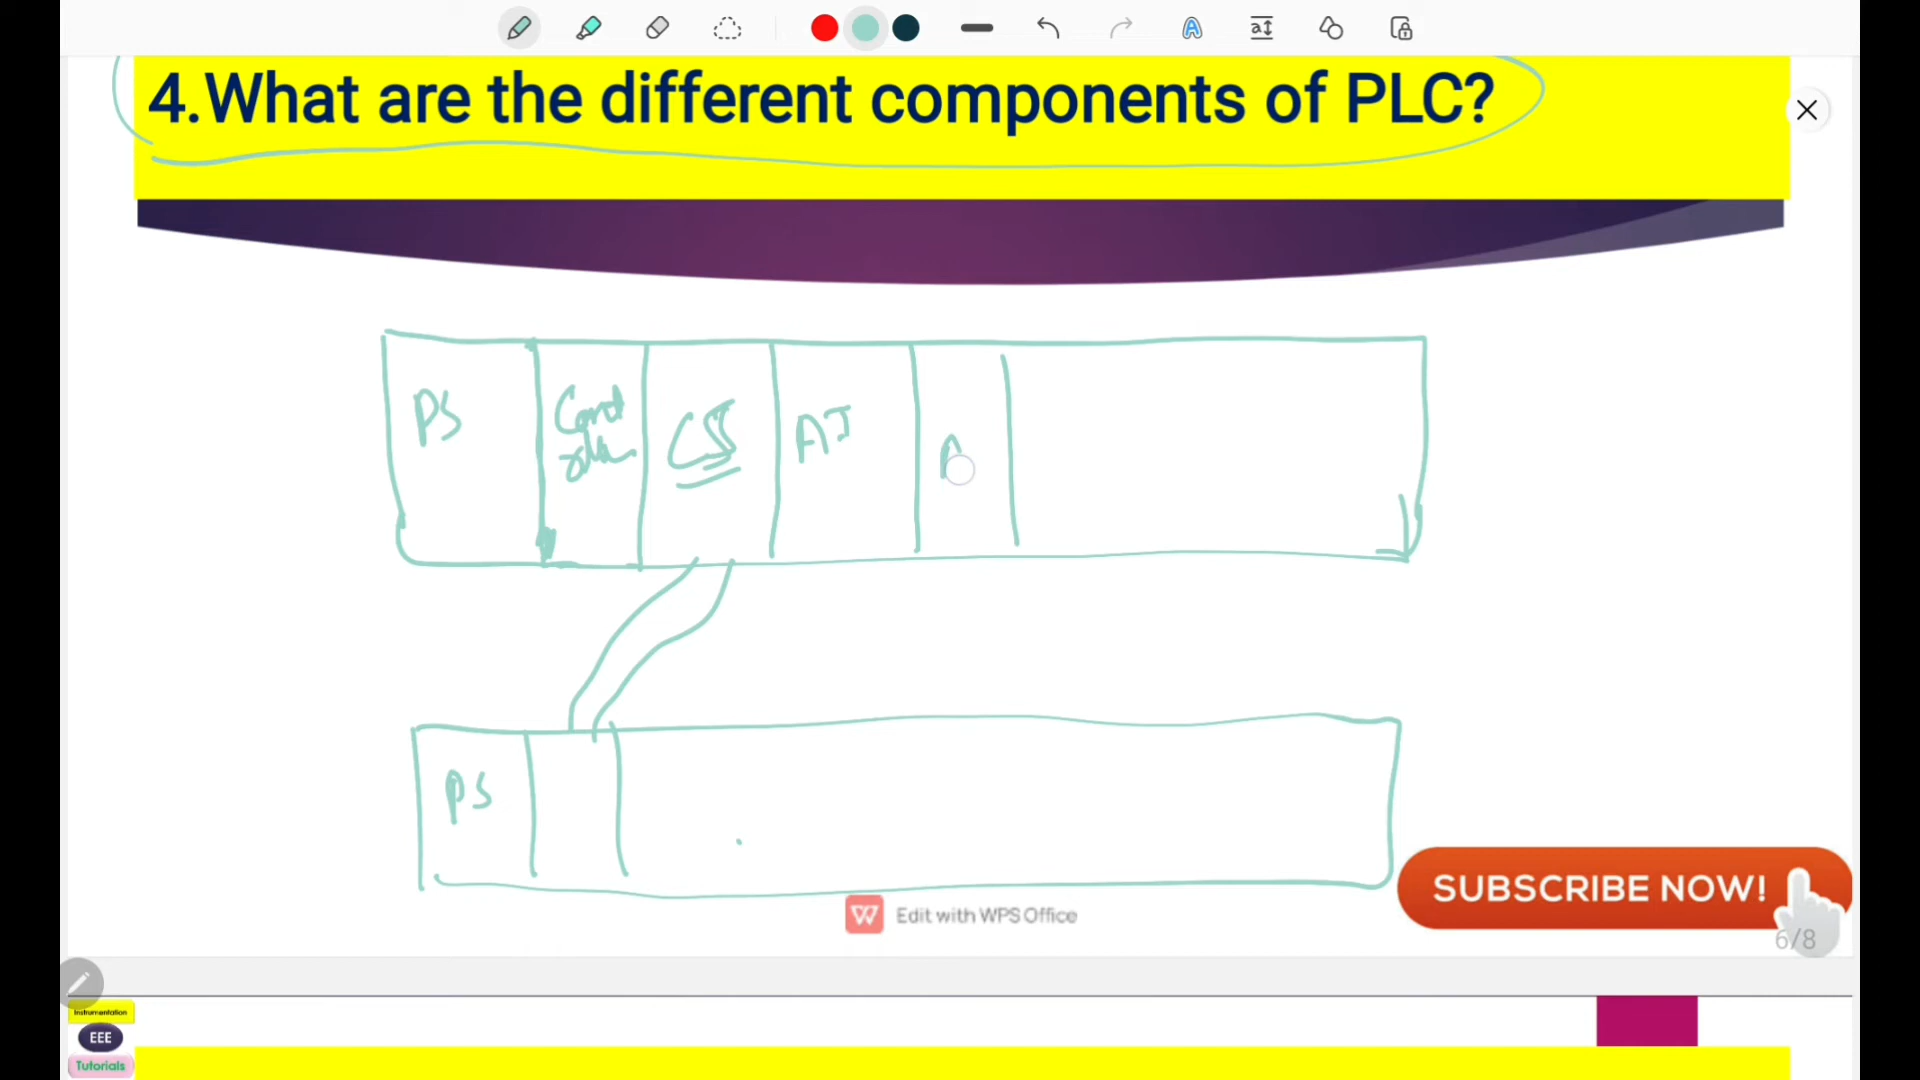 4.What are the different components of PLC?
PS
CS
AI
PS
SUBSCRIBE NOW!
Edit with WPS Office
6/8
Instrumentation
EEE
Tutorials